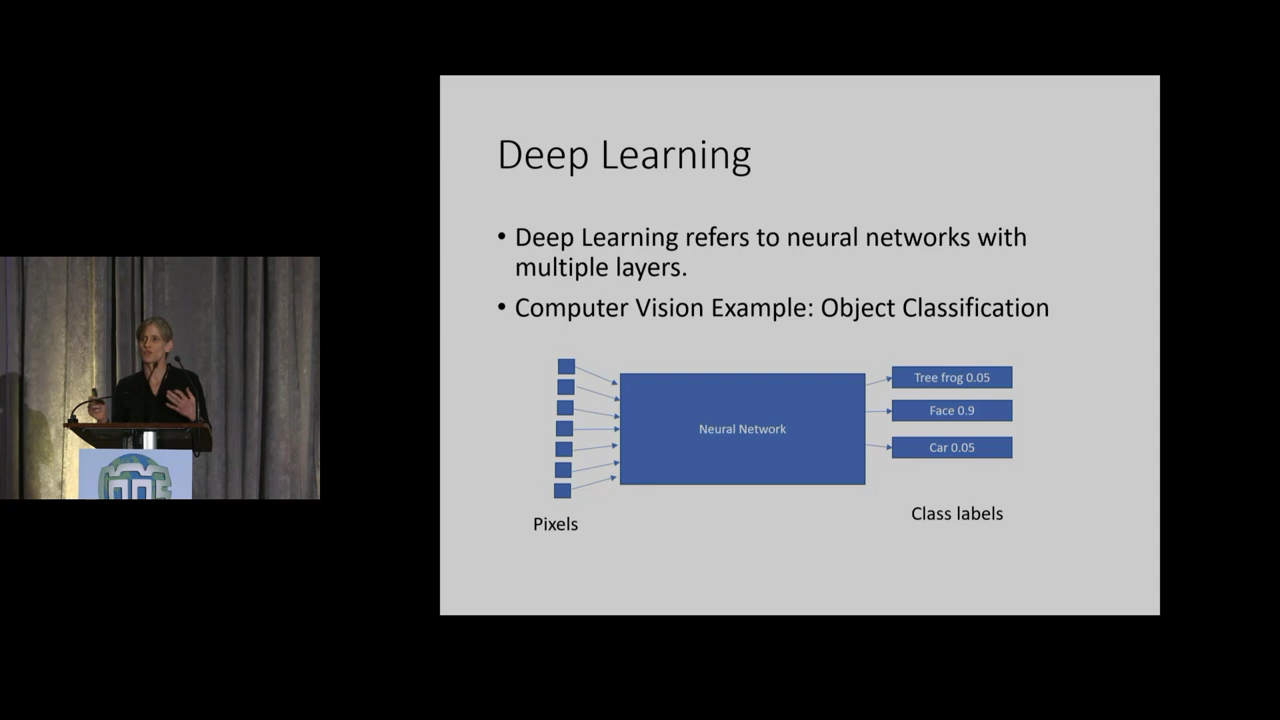 Deep Learning
• Deep Learning refers to neural networks with
multiple layers.
• Computer Vision Example: Object Classification
Tree frog 0.05
Face 0.9
Neural Network
Car 0.05
Pixels
Class labels